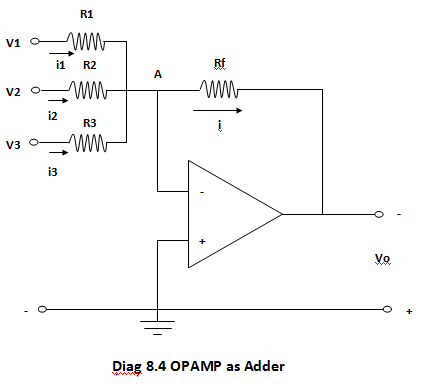 R1
V1
i1 R2
A
Rf
V2
i2
R3
i
V3
i3
-
+
-
Vo
-
+
Diag 8.4 OPAMP as Adder